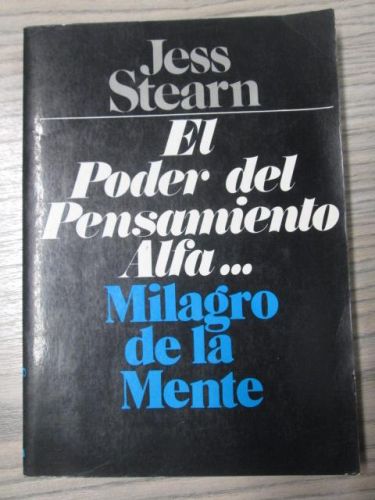 Jess
Stearn
El
Poder del
Pensamiento
Alfa...
Milagro
de la
Mente